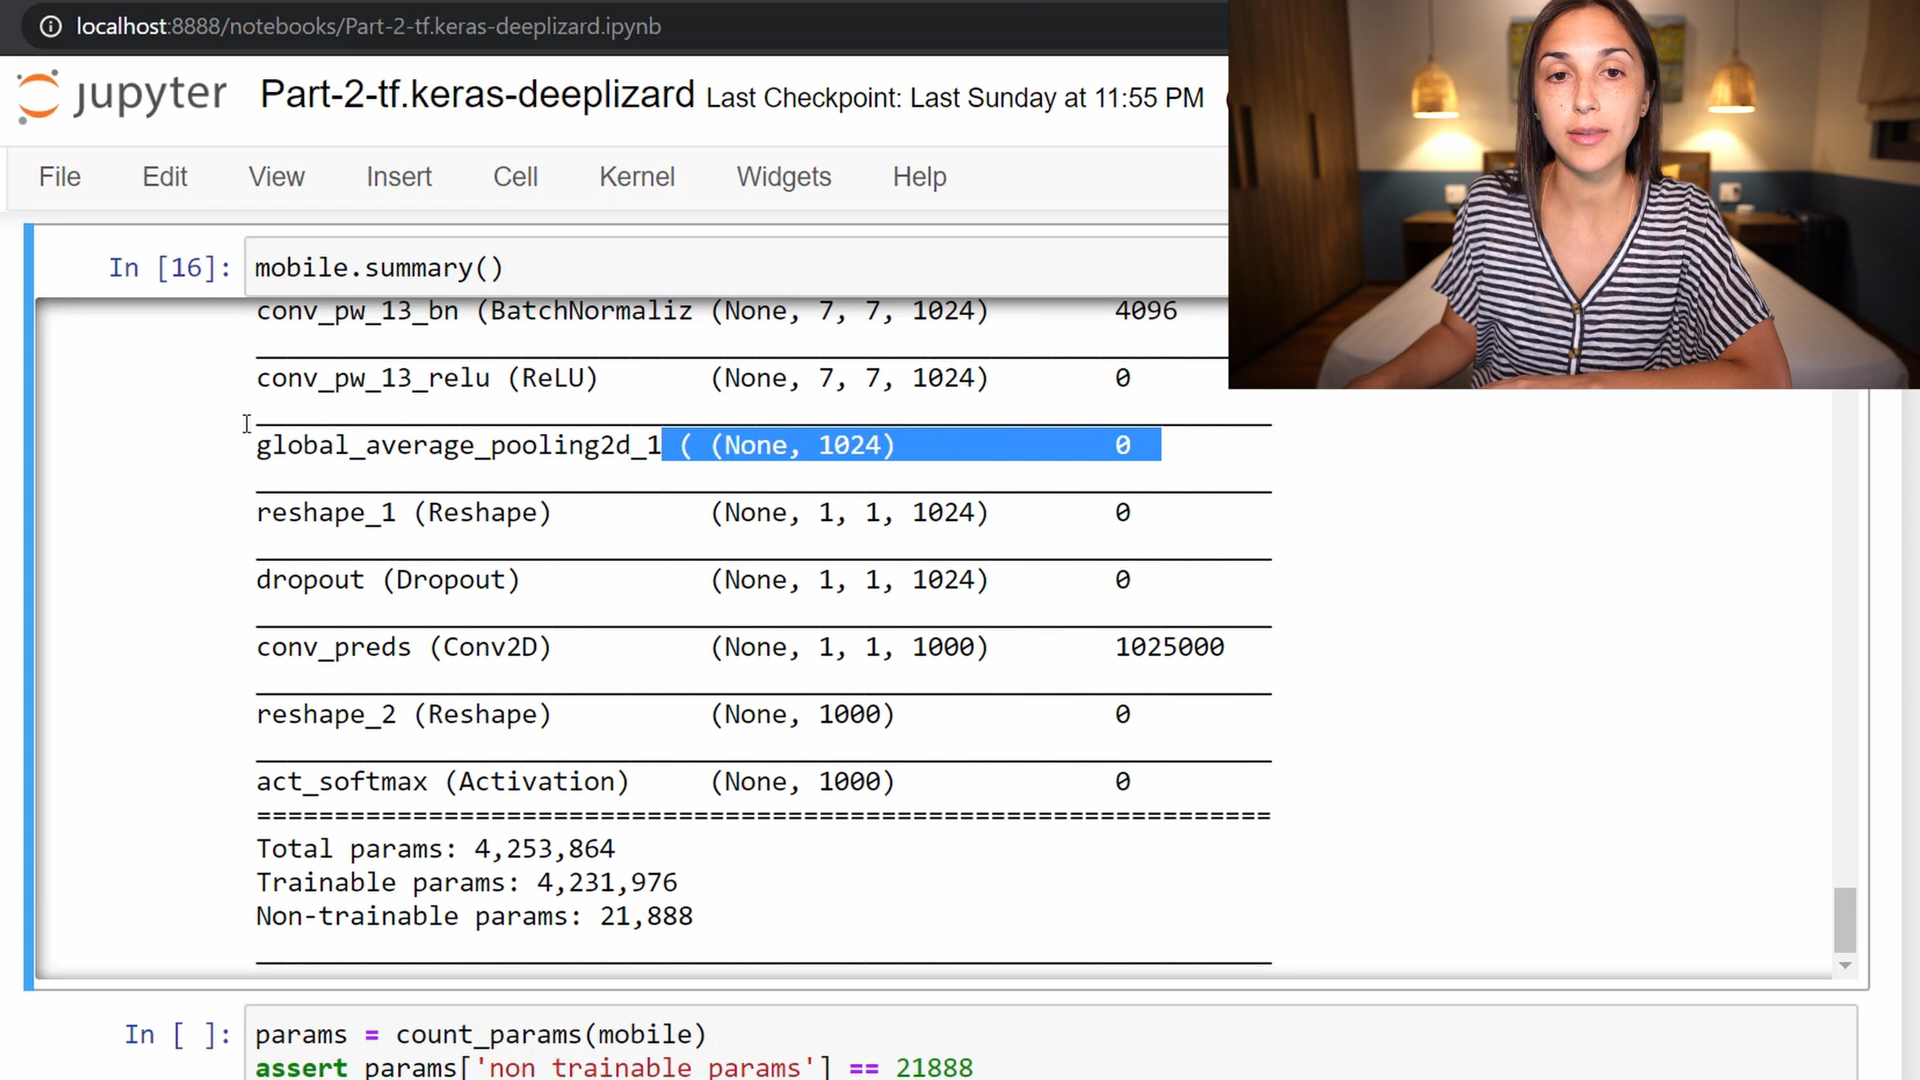 localhost:8888/notebooks/Part-2-tf.keras-deeplizard.ipynb
jupyter Part-2-tf.keras-deeplizard Last Checkpoint: Last Sunday at 11:55 PM
File Edit View Insert Cell Kernel Widgets Help
In [16]: mobile.summary()
conv_pw_13_bn (BatchNormaliz (None, 7, 7, 1024) 4096
conv_pw_13_relu (ReLU) (None, 7, 7, 1024) 0
global_average_pooling2d_1 ( (None, 1024) 0
reshape_1 (Reshape) (None, 1, 1, 1024) 0
dropout (Dropout) (None, 1, 1, 1024) 0
conv_preds (Conv2D) (None, 1, 1, 1000) 1025000
reshape_2 (Reshape) (None, 1000) 0
act_softmax (Activation) (None, 1000) 0
=================================================================
Total params: 4,253,864
Trainable params: 4,231,976
Non-trainable params: 21,888
In [ ]: params = count_params(mobile)
assert params['non_trainable_params'] == 21888